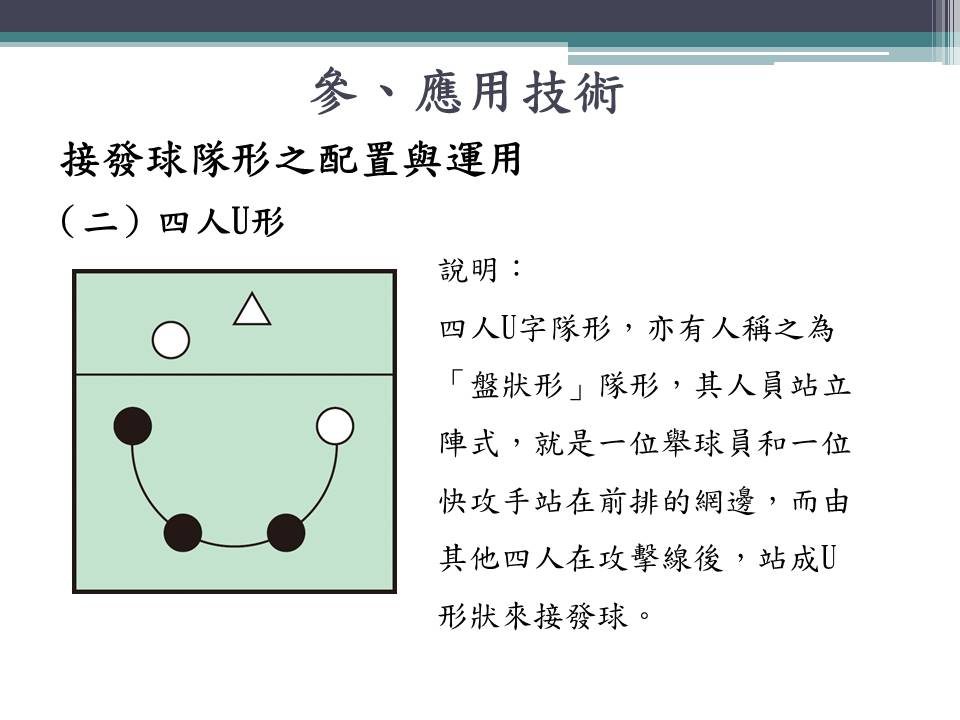 參、應用技術
接發球隊形之配置與運用
（二）四人U形
說明：
四人U字隊形，亦有人稱之為
「盤狀形」隊形，其人員站立
陣式，就是一位舉球員和一位
快攻手站在前排的網邊，而由
其他四人在攻擊線後，站成U
形狀來接發球。